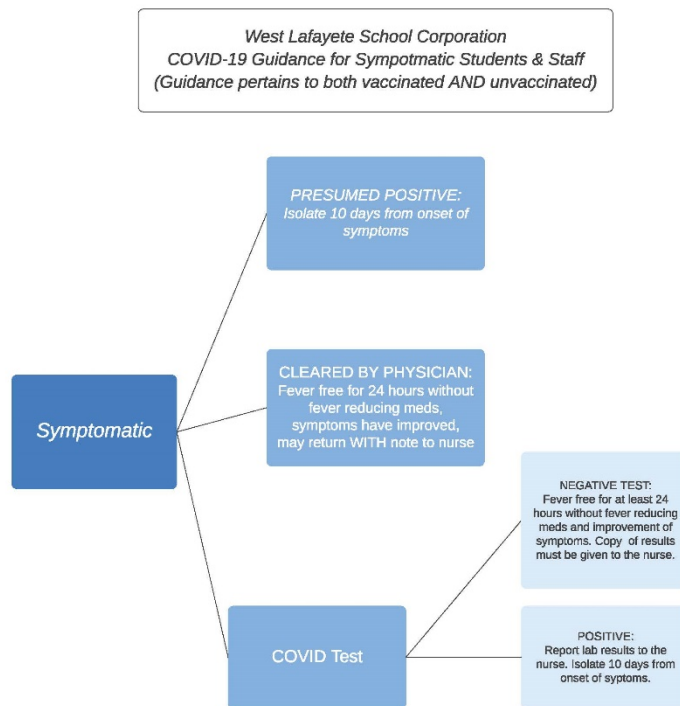 West Lafayete School Corporation
COVID-19 Guidance for Sympotmatic Students & Staff
(Guidance pertains to both vaccinated AND unvaccinated)
PRESUMED POSITIVE:
Isolate 10 days from onset of
symptoms
Symptomatic
CLEARED BY PHYSICIAN:
Fever free for 24 hours without
fever reducing meds,
symptoms have improved,
may return WITH note to nurse
COVID Test
NEGATIVE TEST:
Fever free for at least 24
hours without fever reducing
meds and improvement of
symptoms. Copy of results
must be given to the nurse.
POSITIVE:
Report lab results to the
nurse. Isolate 10 days from
onset of syptoms.